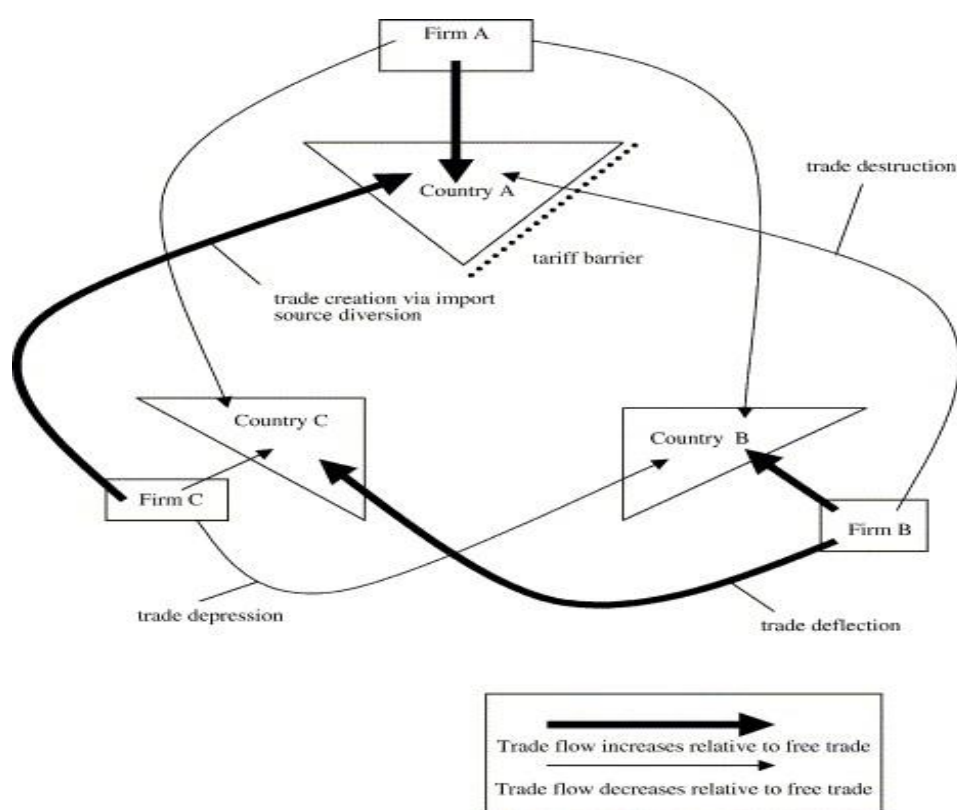 Firm A
Country A
trade destruction
tariff barrier
trade creation via import
source diversion
Country C
Country B
Firm C
Firm B
trade depression
trade deflection
Trade flow increases relative to free trade
Trade flow decreases relative to free trade